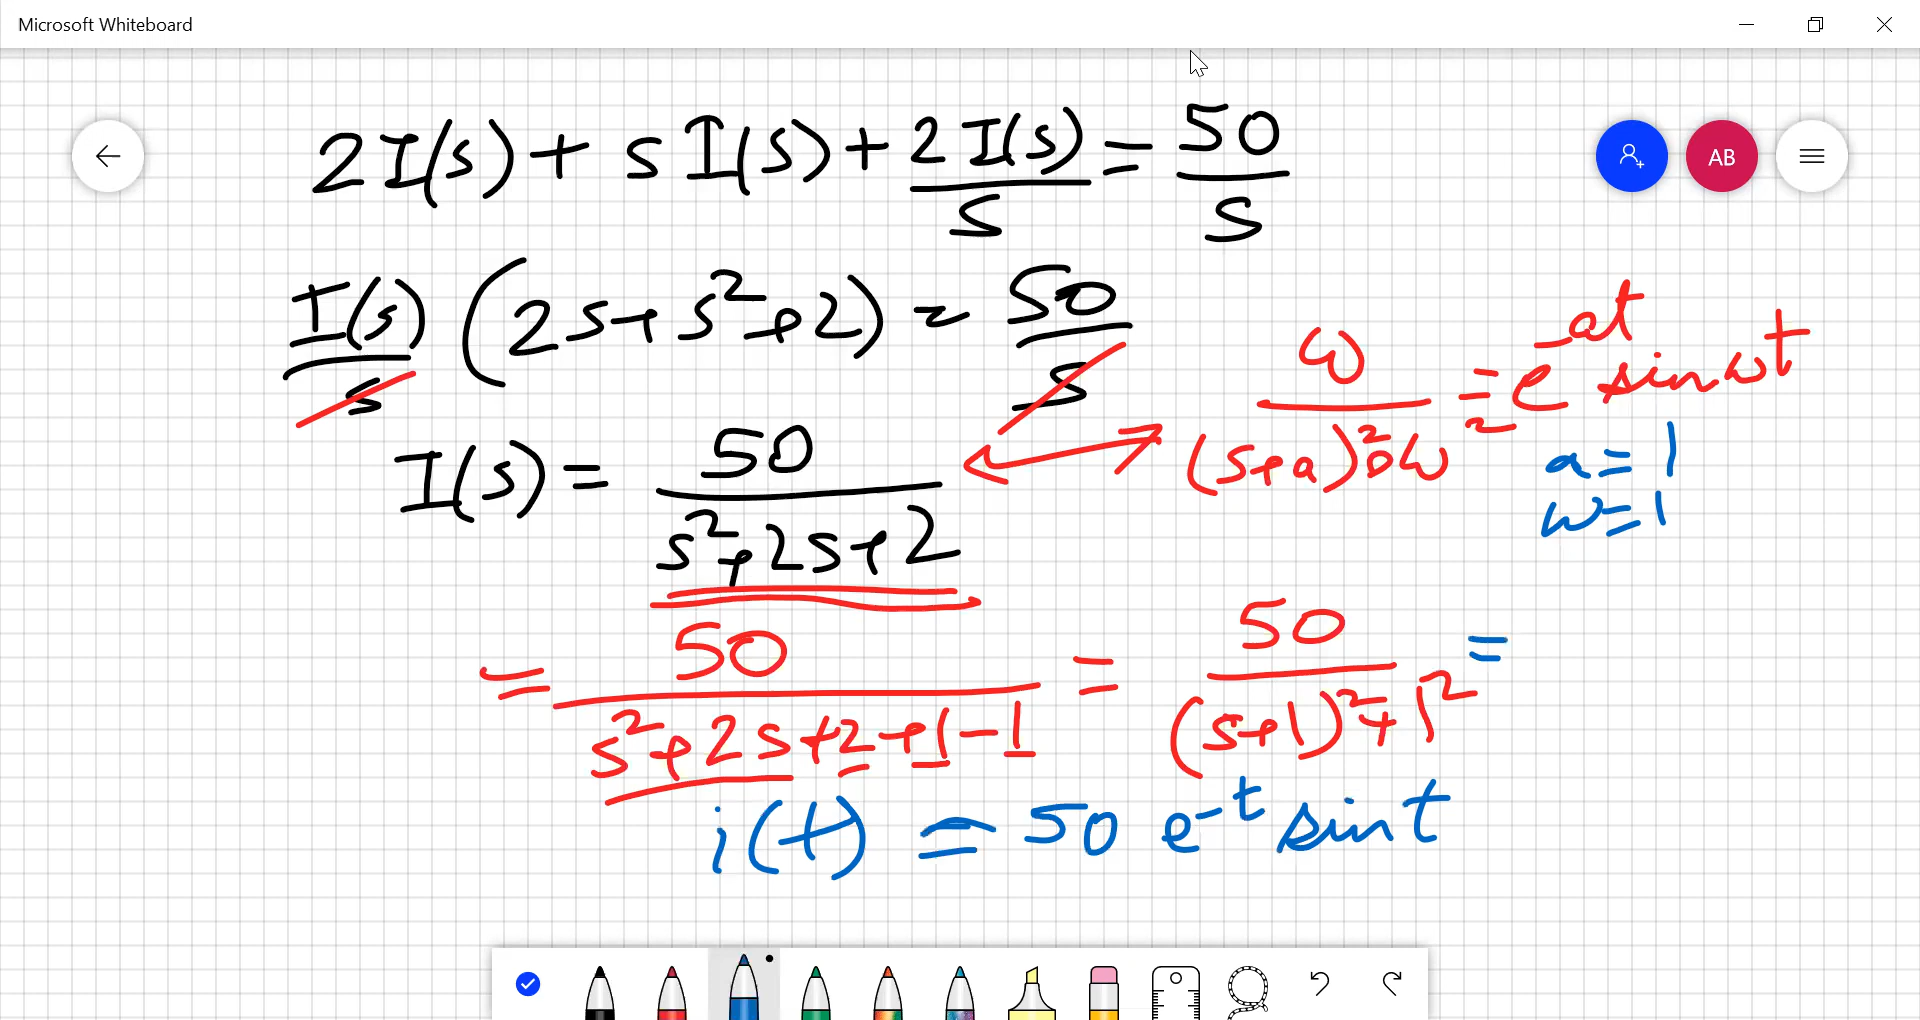 Microsoft Whiteboard
AB
2I(s) + sI(s) + 2I(s)/s = 50/s
I(s)/s (2s+s²+2) = 50/s
ω/((s+a)²+ω) = e^-at sin ωt
I(s) = 50/(s²+2s+2)
a=1
ω=1
= 50/(s²+2s+2+1-1) = 50/((s+1)²+1²) =
i(t) = 50 e^-t sin t